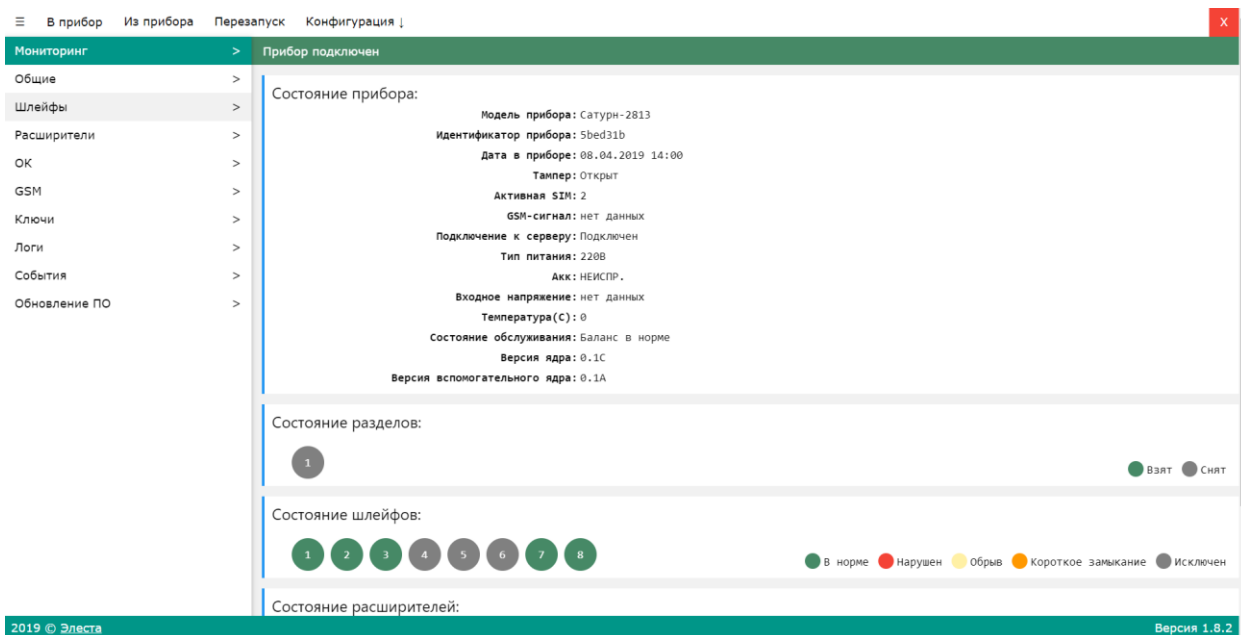 ☰ В прибор Из прибора Перезапуск Конфигурация ↓ X
Мониторинг >
Общие >
Шлейфы >
Расширители >
ОК >
GSM >
Ключи >
Логи >
События >
Обновление ПО >
Прибор подключен
Состояние прибора:
Модель прибора: Сатурн-2813
Идентификатор прибора: 5bed31b
Дата в приборе: 08.04.2019 14:00
Тампер: Открыт
Активная SIM: 2
GSM-сигнал: нет данных
Подключение к серверу: Подключен
Тип питания: 220В
Акк: НЕИСПР.
Входное напряжение: нет данных
Температура(С): 0
Состояние обслуживания: Баланс в норме
Версия ядра: 0.1C
Версия вспомогательного ядра: 0.1A
Состояние разделов:
1
Взят Снят
Состояние шлейфов:
1 2 3 4 5 6 7 8
В норме Нарушен Обрыв Короткое замыкание Исключен
Состояние расширителей:
2019 © Элеста Версия 1.8.2